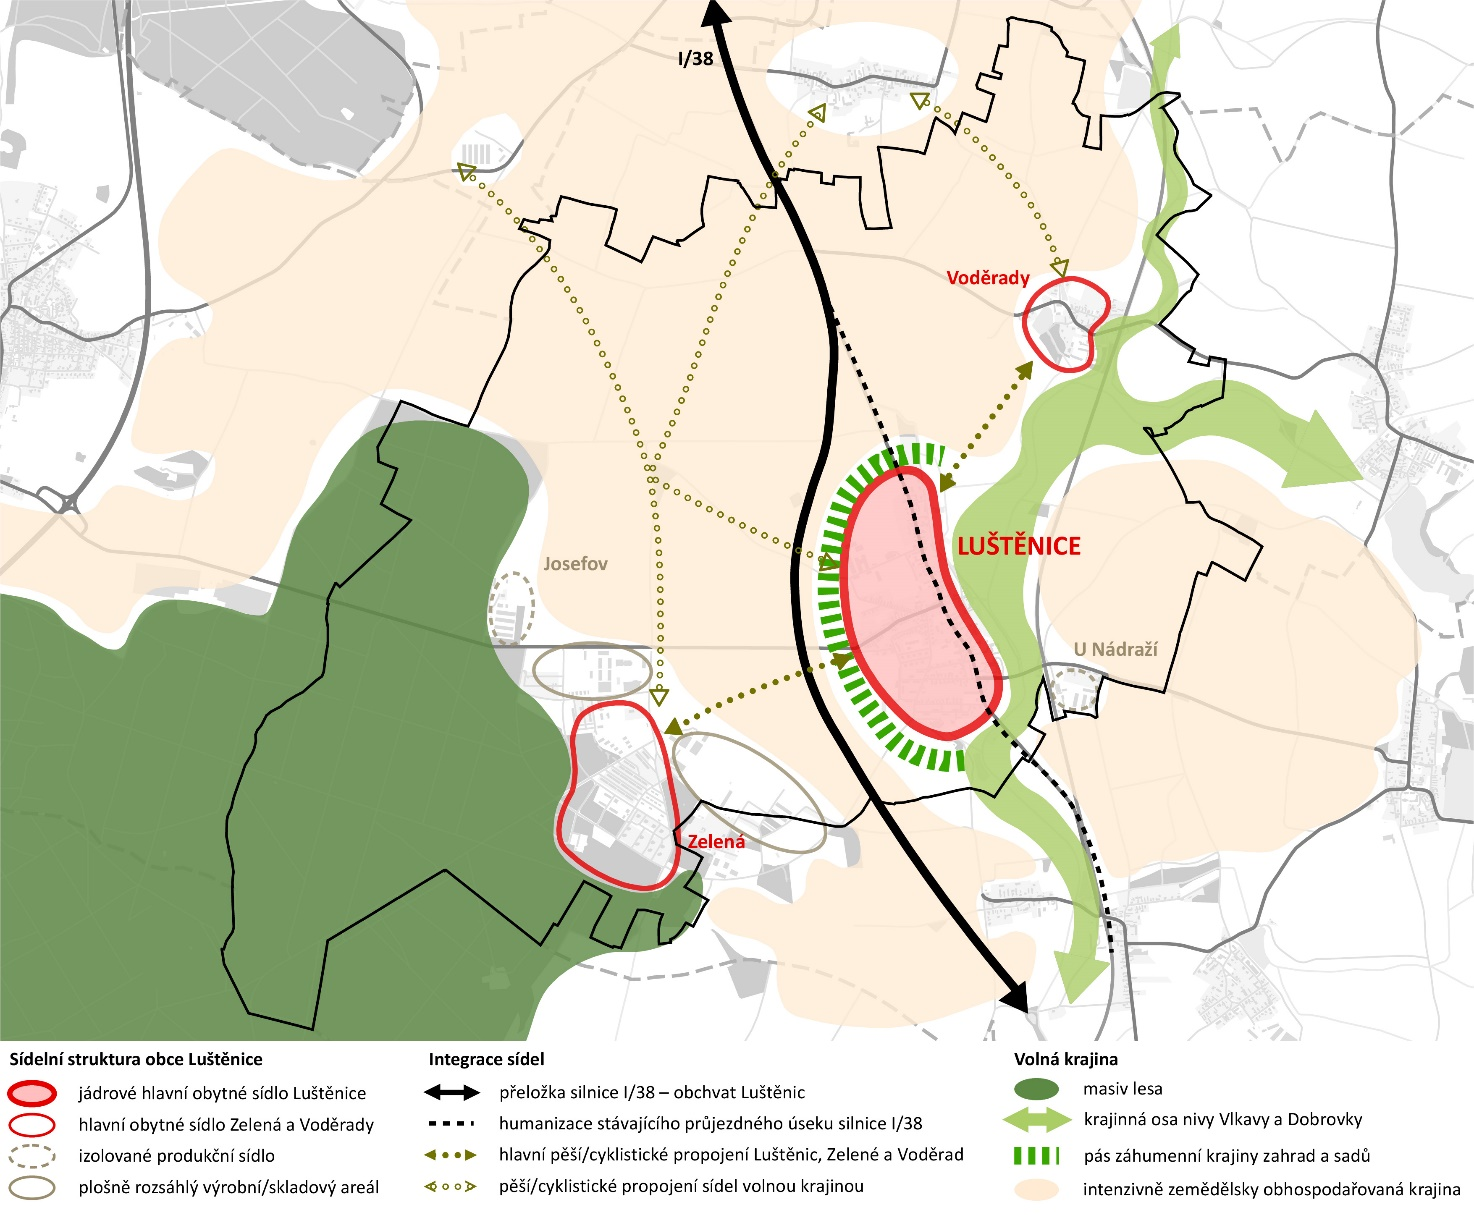 I/38
Voděrady
LUŠTĚNICE
Josefov
U Nádraží
Zelená
Sídelní struktura obce Luštěnice
jádrové hlavní obytné sídlo Luštěnice
hlavní obytné sídlo Zelená a Voděrady
izolované produkční sídlo
plošně rozsáhlý výrobní/skladový areál
Integrace sídel
přeložka silnice I/38 – obchvat Luštěnic
humanizace stávajícího průjezdného úseku silnice I/38
hlavní pěší/cyklistické propojení Luštěnic, Zelené a Voděrad
pěší/cyklistické propojení sídel volnou krajinou
Volná krajina
masiv lesa
krajinná osa nivy Vlkavy a Dobrovky
pás záhumenní krajiny zahrad a sadů
intenzivně zemědělsky obhospodařovaná krajina